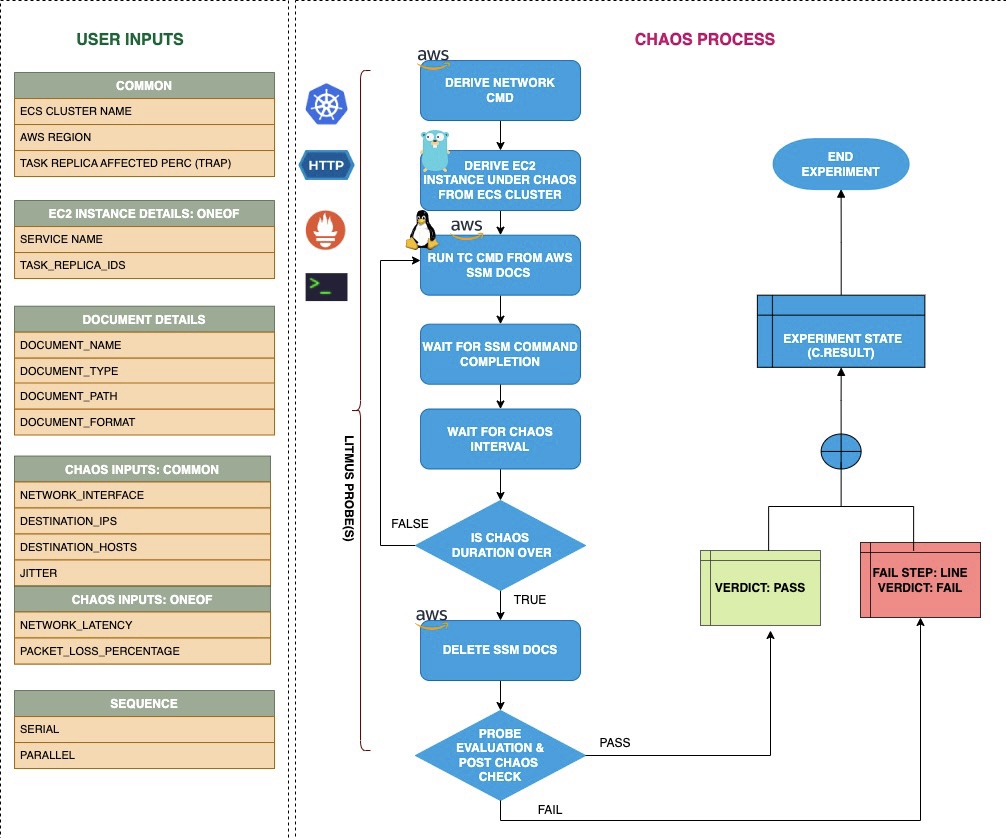 USER INPUTS
COMMON
ECS CLUSTER NAME
AWS REGION
TASK REPLICA AFFECTED PERC (TRAP)
EC2 INSTANCE DETAILS: ONEOF
SERVICE NAME
TASK_REPLICA_IDS
DOCUMENT DETAILS
DOCUMENT_NAME
DOCUMENT_TYPE
DOCUMENT_PATH
DOCUMENT_FORMAT
CHAOS INPUTS: COMMON
NETWORK_INTERFACE
DESTINATION_IPS
DESTINATION_HOSTS
JITTER
CHAOS INPUTS: ONEOF
NETWORK_LATENCY
PACKET_LOSS_PERCENTAGE
SEQUENCE
SERIAL
PARALLEL
CHAOS PROCESS
HTTP
>_
LITMUS PROBE(S)
aws
DERIVE NETWORK
CMD
DERIVE EC2
INSTANCE UNDER CHAOS
FROM ECS CLUSTER
aws
RUN TC CMD FROM AWS
SSM DOCS
WAIT FOR SSM COMMAND
COMPLETION
WAIT FOR CHAOS
INTERVAL
FALSE
IS CHAOS
DURATION OVER
TRUE
aws
DELETE SSM DOCS
PROBE
EVALUATION &
POST CHAOS
CHECK
PASS
FAIL
END
EXPERIMENT
EXPERIMENT STATE
(C.RESULT)
VERDICT: PASS
FAIL STEP: LINE
VERDICT: FAIL